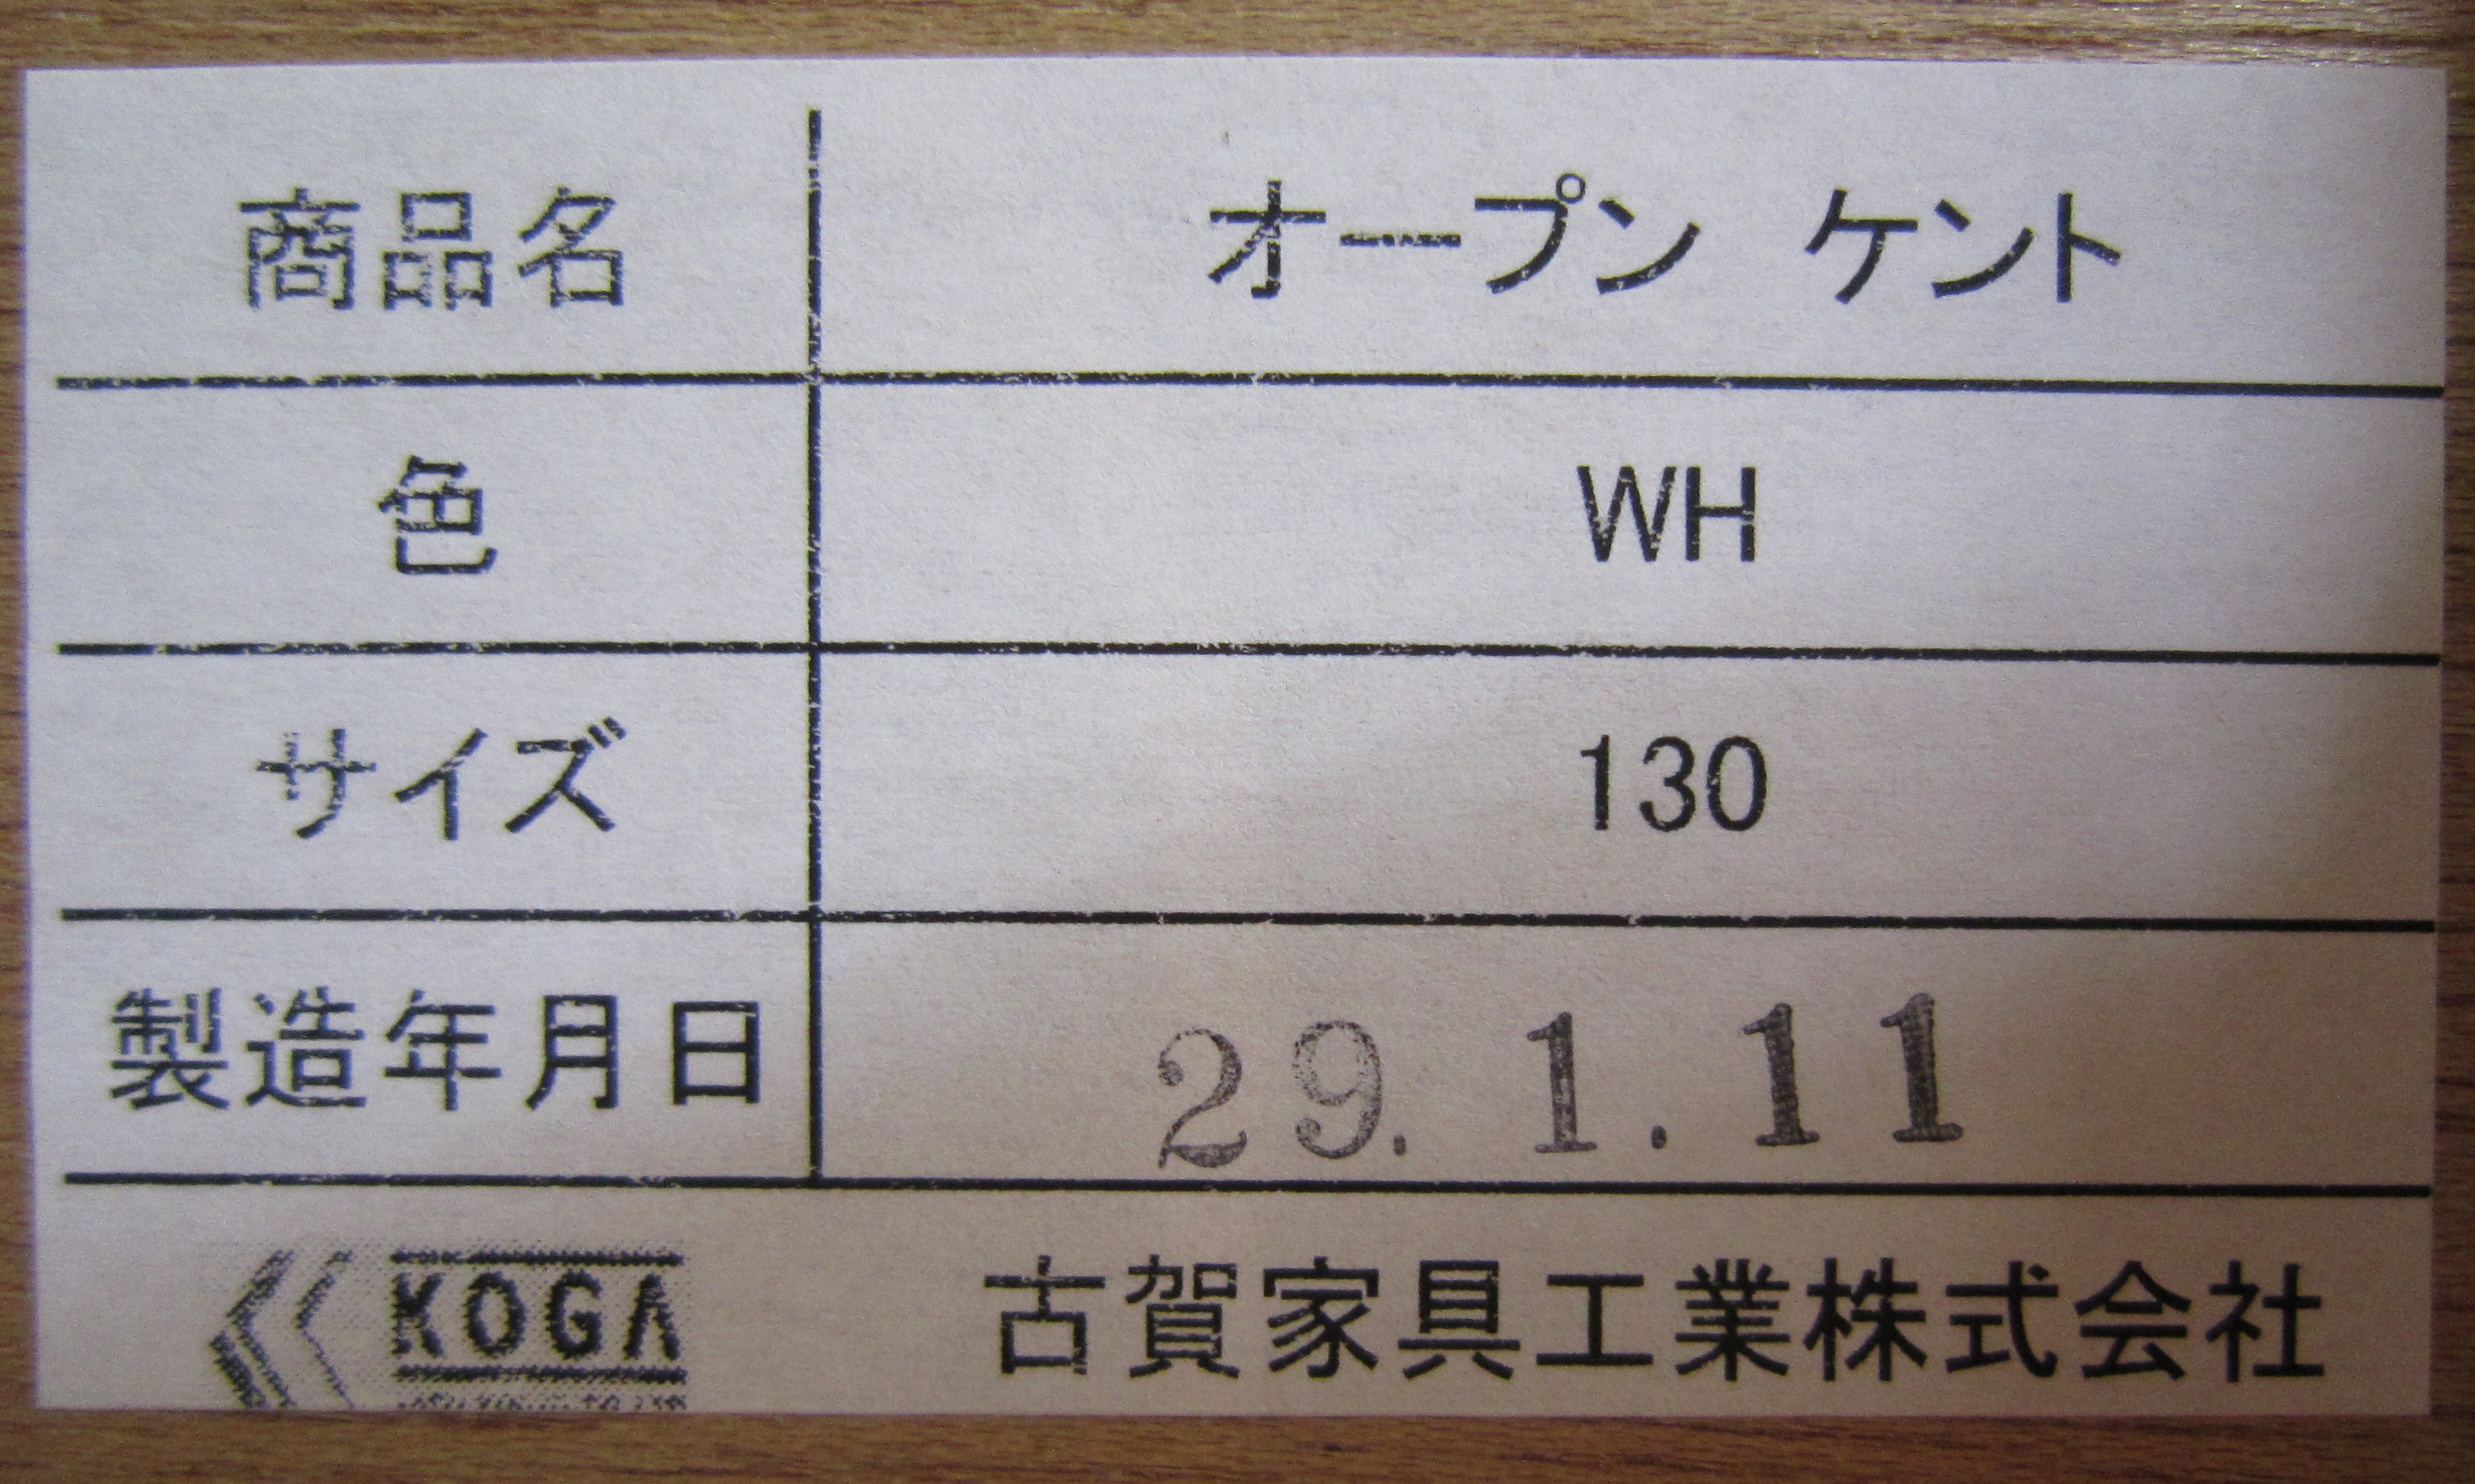 商品名 オープン ケント
色 WH
サイズ 130
製造年月日 29.1.11
KOGA 古賀家具工業株式会社